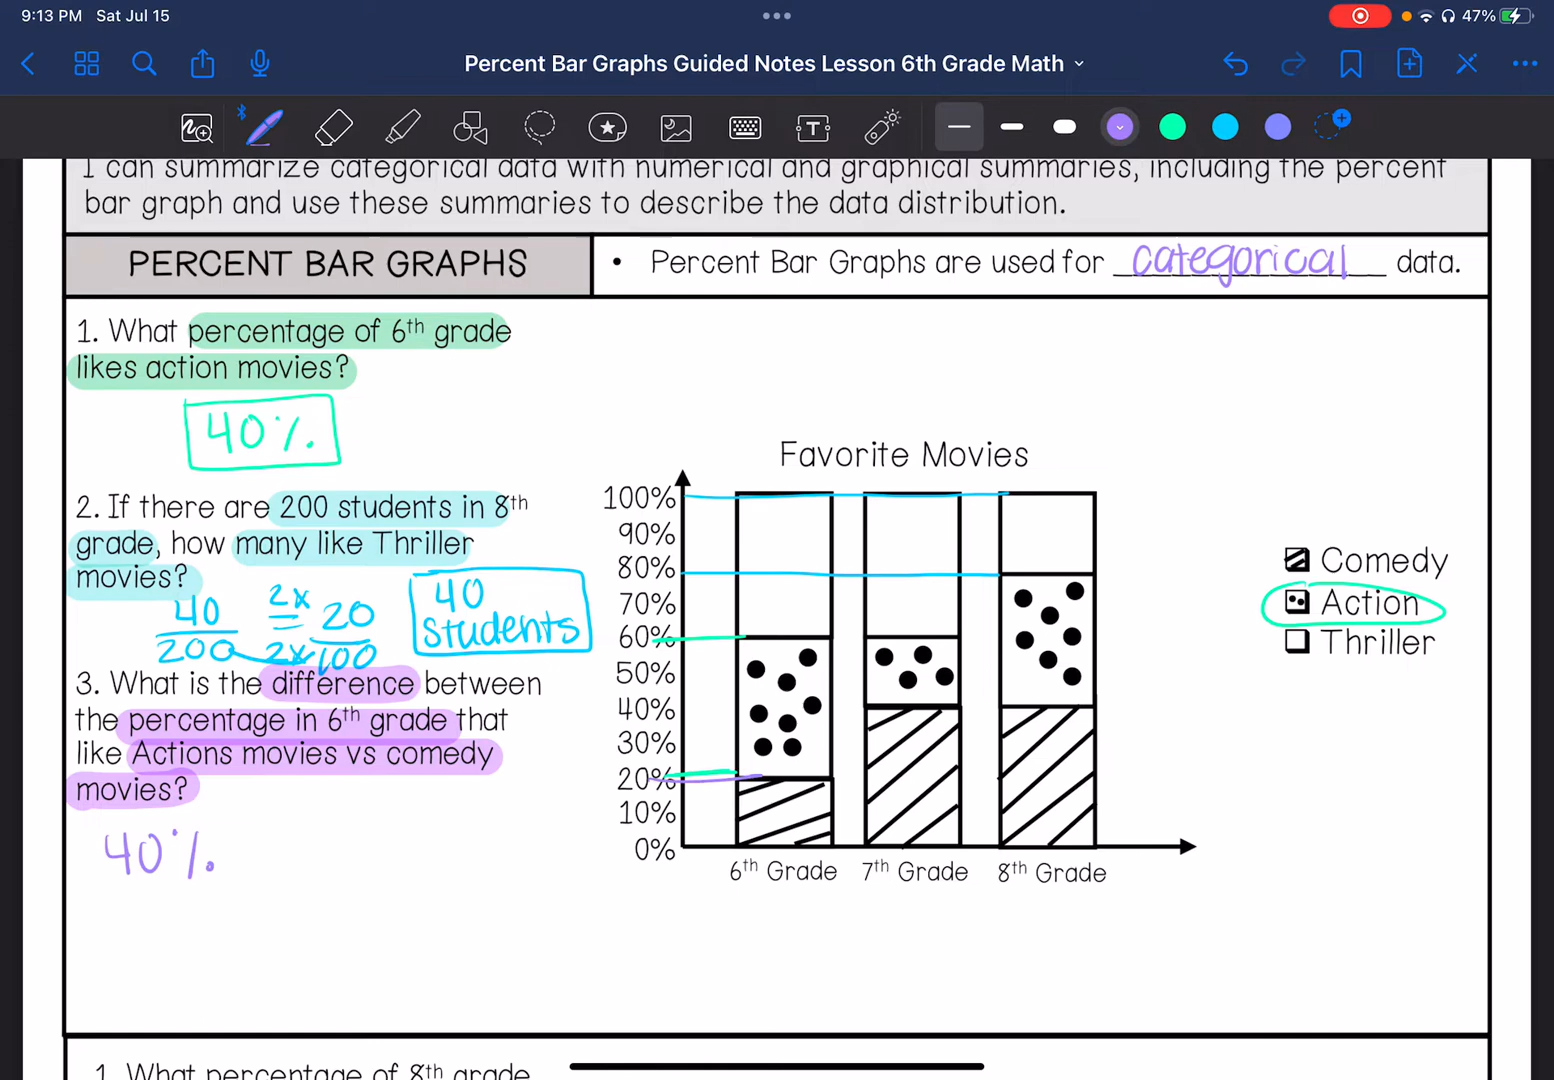 9:13 PM Sat Jul 15
47%
Percent Bar Graphs Guided Notes Lesson 6th Grade Math
T
I can summarize categorical data with numerical and graphical summaries, including the percent
bar graph and use these summaries to describe the data distribution.
PERCENT BAR GRAPHS
• Percent Bar Graphs are used for categorical data.
1. What percentage of 6th grade
likes action movies?
40%
2. If there are 200 students in 8th
grade, how many like Thriller
movies?
40 2x 20
200 = 2x 100
40
students
3. What is the difference between
the percentage in 6th grade that
like Actions movies vs comedy
movies?
40%
Favorite Movies
100%
90%
80%
70%
60%
50%
40%
30%
20%
10%
0%
6th Grade 7th Grade 8th Grade
Comedy
Action
Thriller
1. What percentage of 8th grade